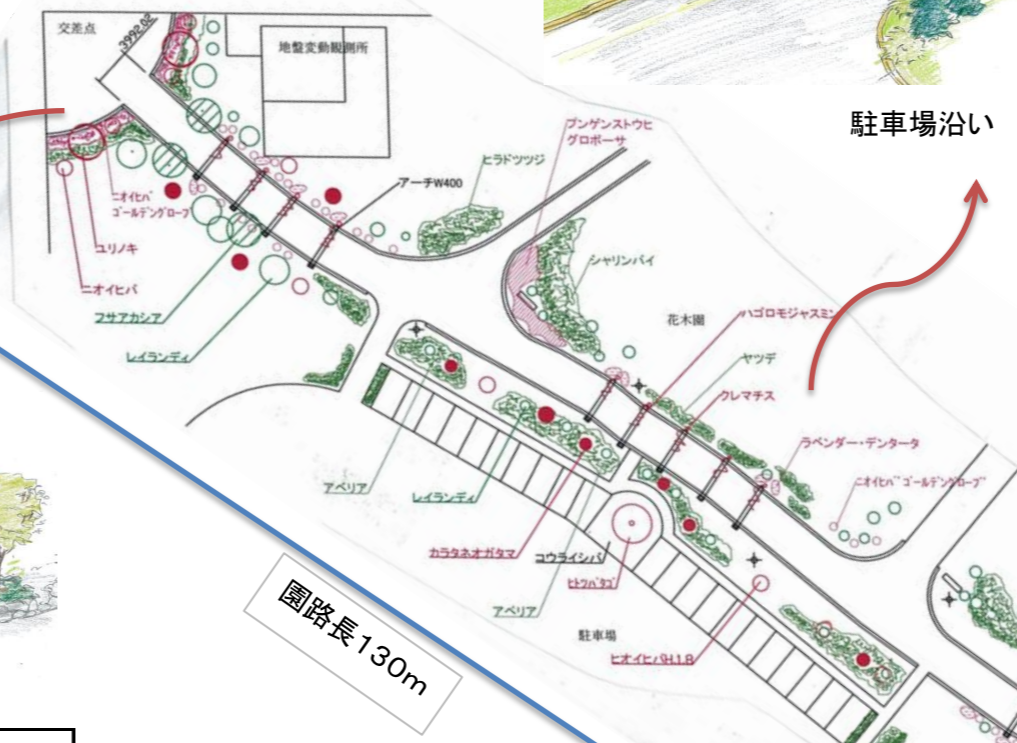 交差点
3992.02
地盤変動観測所
駐車場沿い
プンゲンストウヒ
グロボーサ
ヒラドツツジ
アーチW400
ニオイヒバ
ゴールデングローブ
ユリノキ
ニオイヒバ
フサアカシア
レイランディ
シャリンバイ
花木園
ハゴロモジャスミン
ヤツデ
クレマチス
ラベンダー・デンタータ
ニオイヒバ"ゴールデングローブ"
アベリア
レイランディ
カラタネオガタマ
コウライシバ
ヒトツバタゴ
アベリア
駐車場
ヒオイヒバH.1.8
園路長130m